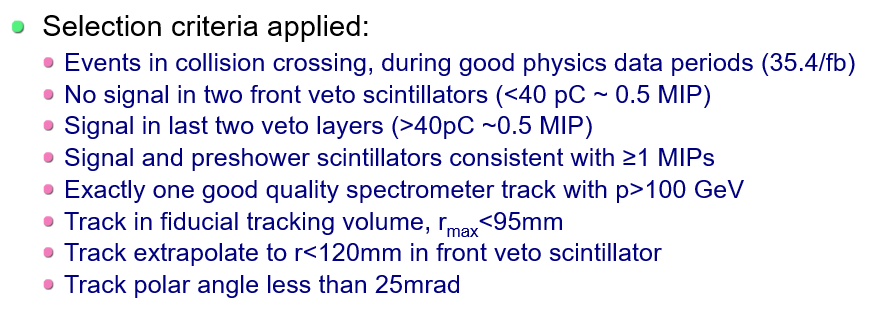 Selection criteria applied:
Events in collision crossing, during good physics data periods (35.4/fb)
No signal in two front veto scintillators (<40 pC ~ 0.5 MIP)
Signal in last two veto layers (>40pC ~0.5 MIP)
Signal and preshower scintillators consistent with ≥1 MIPs
Exactly one good quality spectrometer track with p>100 GeV
Track in fiducial tracking volume, rmax<95mm
Track extrapolate to r<120mm in front veto scintillator
Track polar angle less than 25mrad